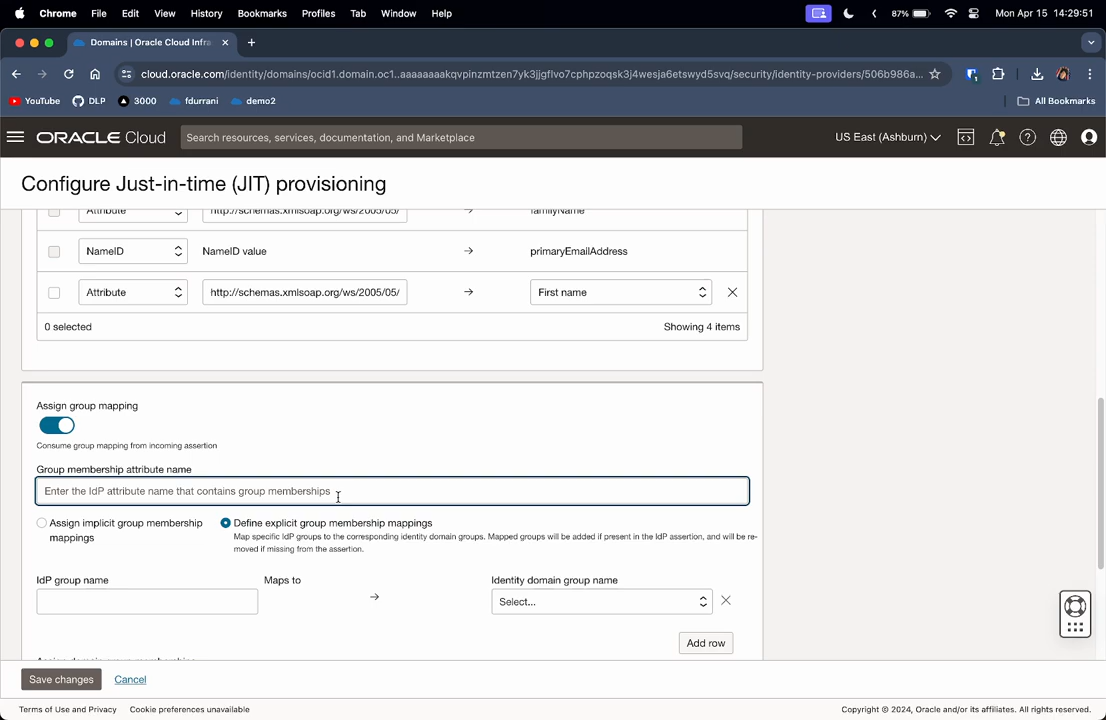 Chrome File Edit View History Bookmarks Profiles Tab Window Help 87% Mon Apr 15 14:29:51
Domains | Oracle Cloud Infra
cloud.oracle.com/identity/domains/ocid1.domain.oc1..aaaaaaaakqvpinzmtzen7yk3jjgflvo7cphpzoqsk3j4wesja6etswyd5svq/security/identity-providers/506b986a...
YouTube DLP 3000 fdurrani demo2 All Bookmarks
ORACLE Cloud Search resources, services, documentation, and Marketplace US East (Ashburn)
Configure Just-in-time (JIT) provisioning
Attribute http://schemas.xmlsoap.org/ws/2005/05/ familyName
NameID NameID value primaryEmailAddress
Attribute http://schemas.xmlsoap.org/ws/2005/05/ First name
0 selected Showing 4 items
Assign group mapping
Consume group mapping from incoming assertion
Group membership attribute name
Enter the IdP attribute name that contains group memberships
Assign implicit group membership mappings
Define explicit group membership mappings
Map specific IdP groups to the corresponding identity domain groups. Mapped groups will be added if present in the IdP assertion, and will be re-
moved if missing from the assertion.
IdP group name Maps to Identity domain group name
Select...
Add row
Save changes Cancel
Terms of Use and Privacy Cookie preferences unavailable Copyright © 2024, Oracle and/or its affiliates. All rights reserved.